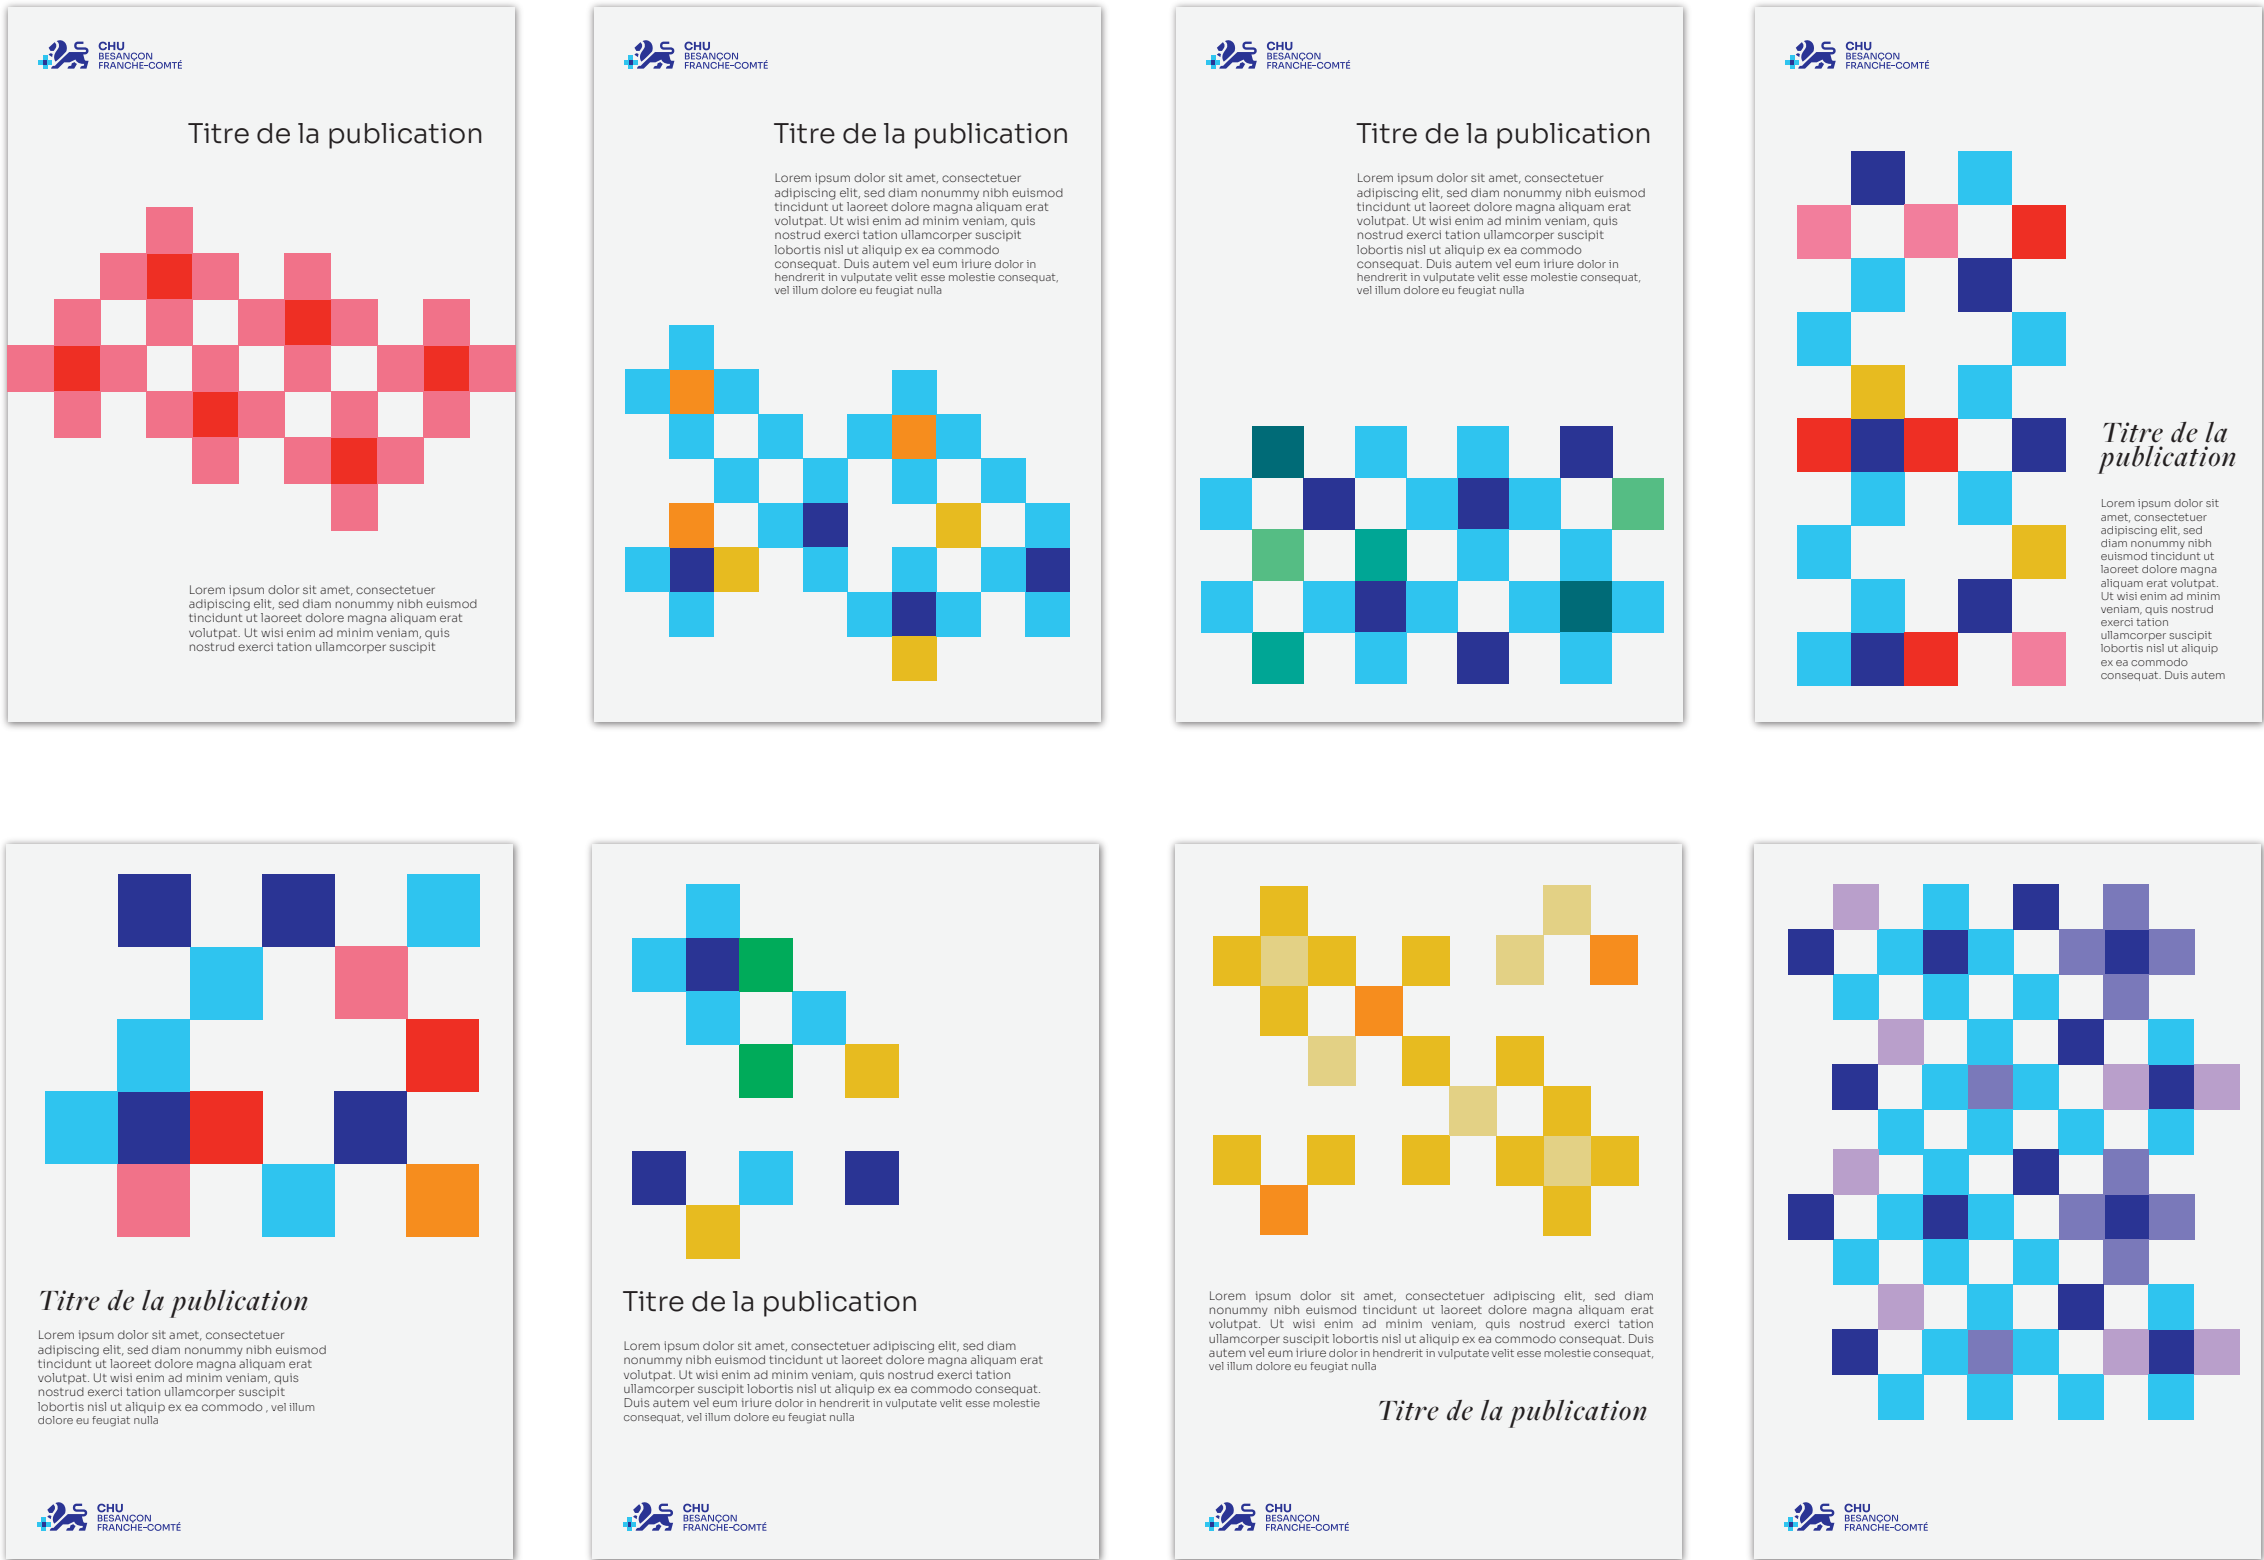 CHU
BESANÇON
FRANCHE-COMTÉ
Titre de la publication
Lorem ipsum dolor sit amet, consectetuer
adipiscing elit, sed diam nonummy nibh euismod
tincidunt ut laoreet dolore magna aliquam erat
volutpat. Ut wisi enim ad minim veniam, quis
nostrud exerci tation ullamcorper suscipit
CHU
BESANÇON
FRANCHE-COMTÉ
Titre de la publication
Lorem ipsum dolor sit amet, consectetuer
adipiscing elit, sed diam nonummy nibh euismod
tincidunt ut laoreet dolore magna aliquam erat
volutpat. Ut wisi enim ad minim veniam, quis
nostrud exerci tation ullamcorper suscipit
lobortis nisl ut aliquip ex ea commodo
consequat. Duis autem vel eum iriure dolor in
hendrerit in vulputate velit esse molestie consequat,
vel illum dolore eu feugiat nulla
CHU
BESANÇON
FRANCHE-COMTÉ
Titre de la publication
Lorem ipsum dolor sit amet, consectetuer
adipiscing elit, sed diam nonummy nibh euismod
tincidunt ut laoreet dolore magna aliquam erat
volutpat. Ut wisi enim ad minim veniam, quis
nostrud exerci tation ullamcorper suscipit
lobortis nisl ut aliquip ex ea commodo
consequat. Duis autem vel eum iriure dolor in
hendrerit in vulputate velit esse molestie consequat,
vel illum dolore eu feugiat nulla
CHU
BESANÇON
FRANCHE-COMTÉ
Titre de la
publication
Lorem ipsum dolor sit
amet, consectetuer
adipiscing elit, sed
diam nonummy nibh
euismod tincidunt ut
laoreet dolore magna
aliquam erat volutpat.
Ut wisi enim ad minim
veniam, quis nostrud
exerci tation
ullamcorper suscipit
lobortis nisl ut aliquip
ex ea commodo
consequat. Duis autem
Titre de la publication
Lorem ipsum dolor sit amet, consectetuer
adipiscing elit, sed diam nonummy nibh euismod
tincidunt ut laoreet dolore magna aliquam erat
volutpat. Ut wisi enim ad minim veniam, quis
nostrud exerci tation ullamcorper suscipit
lobortis nisl ut aliquip ex ea commodo , vel illum
dolore eu feugiat nulla
CHU
BESANÇON
FRANCHE-COMTÉ
Titre de la publication
Lorem ipsum dolor sit amet, consectetuer adipiscing elit, sed diam
nonummy nibh euismod tincidunt ut laoreet dolore magna aliquam erat
volutpat. Ut wisi enim ad minim veniam, quis nostrud exerci tation
ullamcorper suscipit lobortis nisl ut aliquip ex ea commodo consequat.
Duis autem vel eum iriure dolor in hendrerit in vulputate velit esse molestie
consequat, vel illum dolore eu feugiat nulla
CHU
BESANÇON
FRANCHE-COMTÉ
Lorem ipsum dolor sit amet, consectetuer adipiscing elit, sed diam
nonummy nibh euismod tincidunt ut laoreet dolore magna aliquam erat
volutpat. Ut wisi enim ad minim veniam, quis nostrud exerci tation
ullamcorper suscipit lobortis nisl ut aliquip ex ea commodo consequat. Duis
autem vel eum iriure dolor in hendrerit in vulputate velit esse molestie consequat,
vel illum dolore eu feugiat nulla
Titre de la publication
CHU
BESANÇON
FRANCHE-COMTÉ
CHU
BESANÇON
FRANCHE-COMTÉ